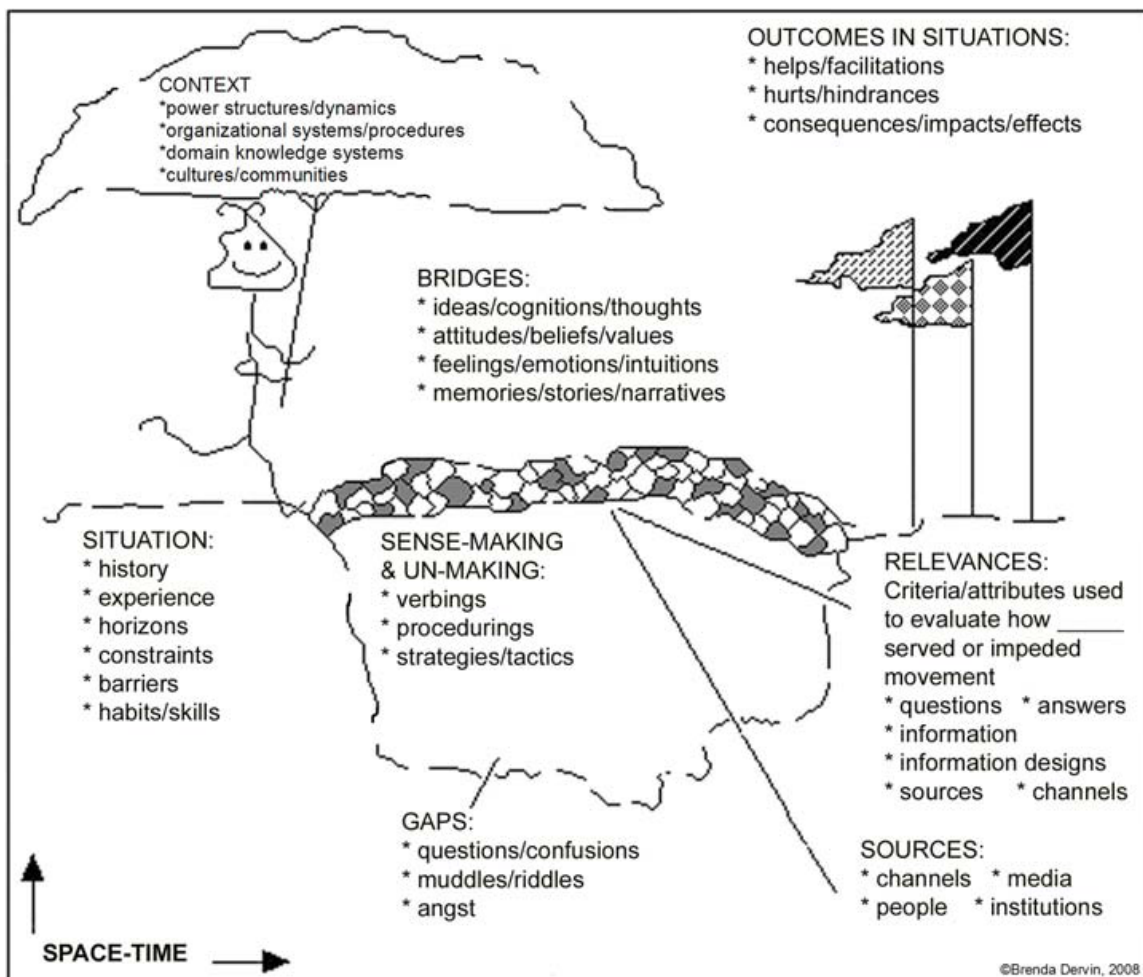 CONTEXT
*power structures/dynamics
*organizational systems/procedures
*domain knowledge systems
*cultures/communities
OUTCOMES IN SITUATIONS:
* helps/facilitations
* hurts/hindrances
* consequences/impacts/effects
BRIDGES:
* ideas/cognitions/thoughts
* attitudes/beliefs/values
* feelings/emotions/intuitions
* memories/stories/narratives
SITUATION:
* history
* experience
* horizons
* constraints
* barriers
* habits/skills
SENSE-MAKING
& UN-MAKING:
* verbings
* procedurings
* strategies/tactics
RELEVANCES:
Criteria/attributes used
to evaluate how _____
served or impeded
movement
* questions * answers
* information
* information designs
* sources * channels
GAPS:
* questions/confusions
* muddles/riddles
* angst
SOURCES:
* channels * media
* people * institutions
SPACE-TIME
©Brenda Dervin, 2008